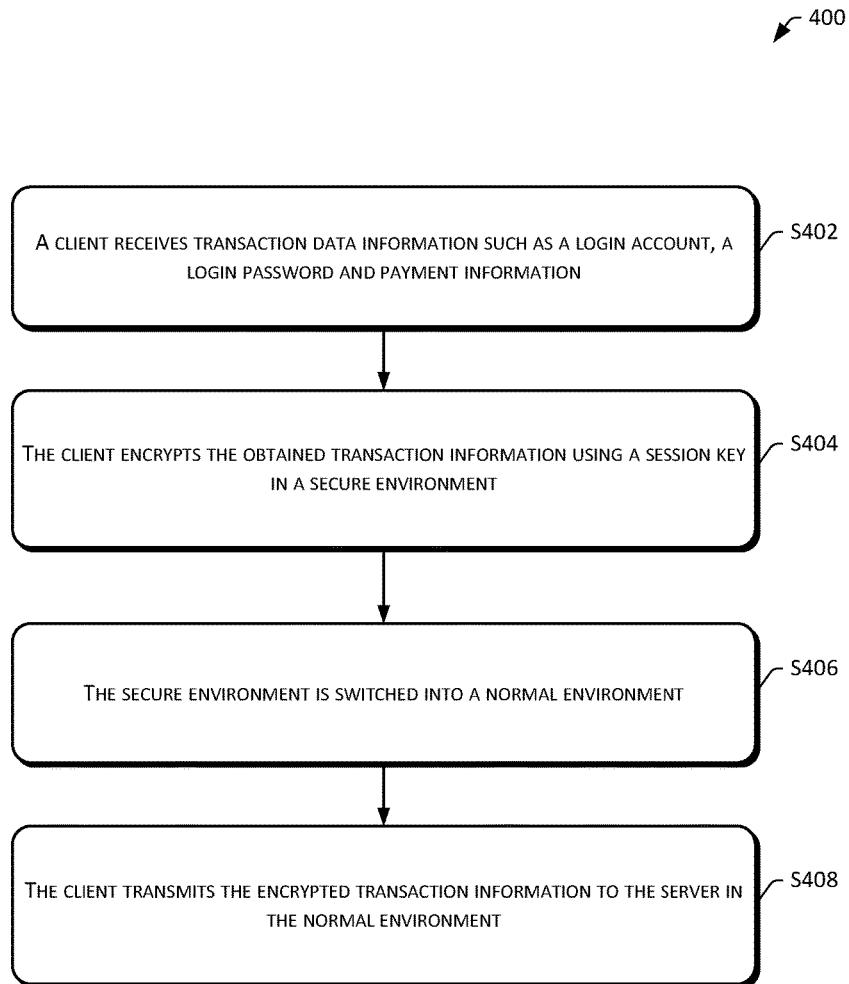 400
A CLIENT RECEIVES TRANSACTION DATA INFORMATION SUCH AS A LOGIN ACCOUNT, A
LOGIN PASSWORD AND PAYMENT INFORMATION
S402
THE CLIENT ENCRYPTS THE OBTAINED TRANSACTION INFORMATION USING A SESSION KEY
IN A SECURE ENVIRONMENT
S404
THE SECURE ENVIRONMENT IS SWITCHED INTO A NORMAL ENVIRONMENT
S406
THE CLIENT TRANSMITS THE ENCRYPTED TRANSACTION INFORMATION TO THE SERVER IN
THE NORMAL ENVIRONMENT
S408